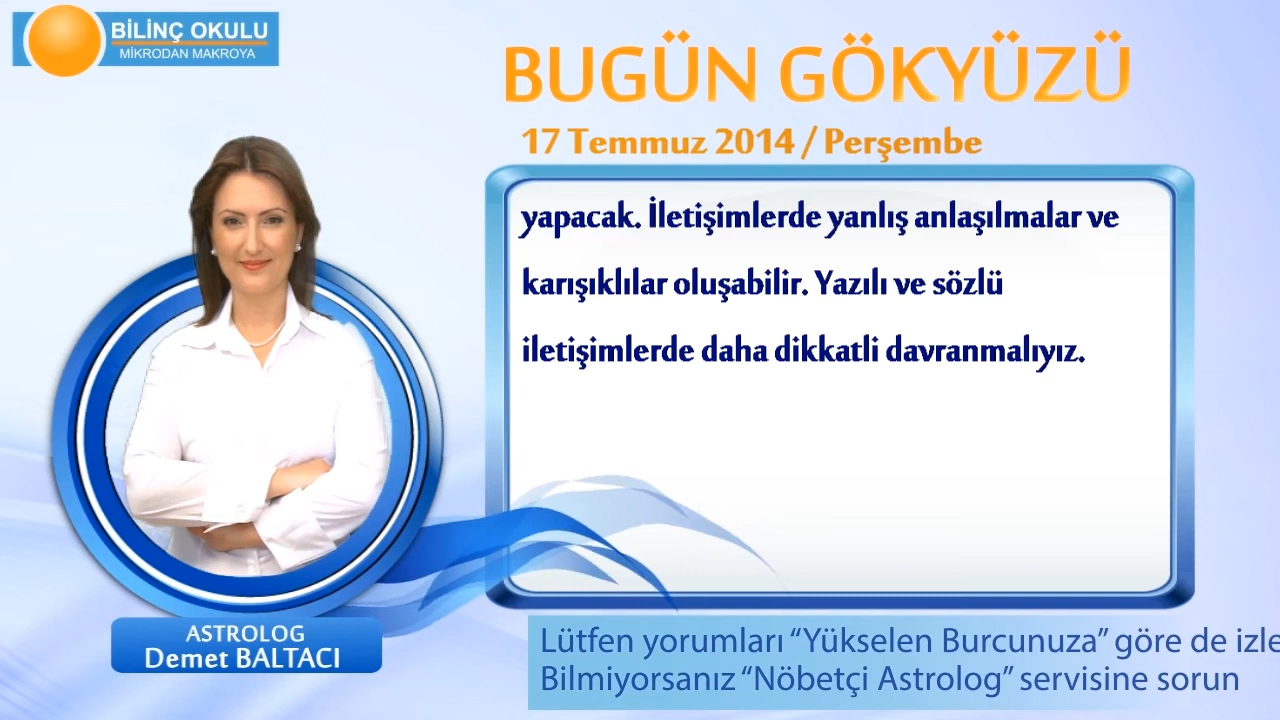 BİLİNÇ OKULU
MİKRODAN MAKROYA
BUGÜN GÖKYÜZÜ
17 Temmuz 2014 / Perşembe
yapacak. İletişimlerde yanlış anlaşılmalar ve
karışıklılar oluşabilir. Yazılı ve sözlü
iletişimlerde daha dikkatli davranmalıyız.
ASTROLOG
Demet BALTACI
Lütfen yorumları “Yükselen Burcunuza” göre de izle
Bilmiyorsanız “Nöbetçi Astrolog” servisine sorun